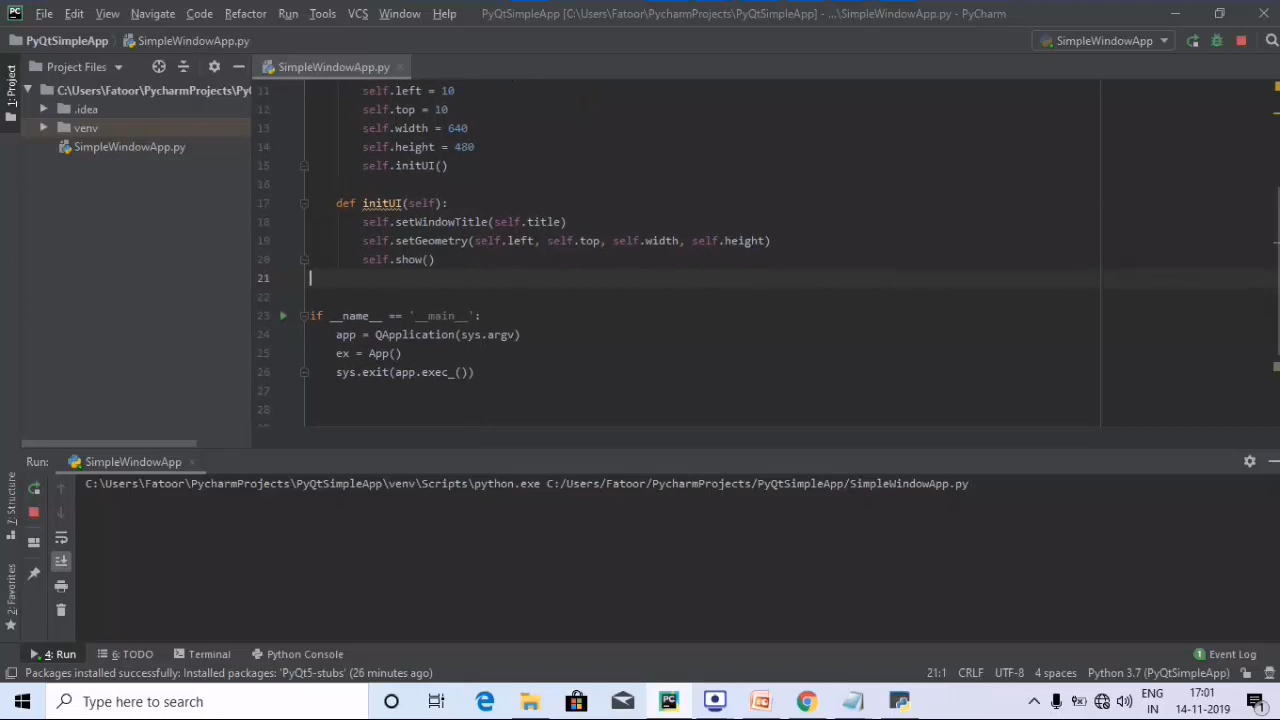 File Edit View Navigate Code Refactor Run Tools VCS Window Help PyQtSimpleApp [C:\Users\Fatoor\PycharmProjects\PyQtSimpleApp] - ...\SimpleWindowApp.py - PyCharm
PyQtSimpleApp SimpleWindowApp.py SimpleWindowApp
1: Project
Project Files SimpleWindowApp.py
C:\Users\Fatoor\PycharmProjects\Py
.idea
venv
SimpleWindowApp.py
11 self.left = 10
12 self.top = 10
13 self.width = 640
14 self.height = 480
15 self.initUI()
16
17 def initUI(self):
18 self.setWindowTitle(self.title)
19 self.setGeometry(self.left, self.top, self.width, self.height)
20 self.show()
21
22
23 if __name__ == '__main__':
24 app = QApplication(sys.argv)
25 ex = App()
26 sys.exit(app.exec_())
27
28
Run: SimpleWindowApp
C:\Users\Fatoor\PycharmProjects\PyQtSimpleApp\venv\Scripts\python.exe C:/Users/Fatoor/PycharmProjects/PyQtSimpleApp/SimpleWindowApp.py
7: Structure
2: Favorites
4: Run 6: TODO Terminal Python Console 1 Event Log
Packages installed successfully: Installed packages: 'PyQt5-stubs' (26 minutes ago) 21:1 CRLF UTF-8 4 spaces Python 3.7 (PyQtSimpleApp)
Type here to search
ENG 17:01
IN 14-11-2019 1